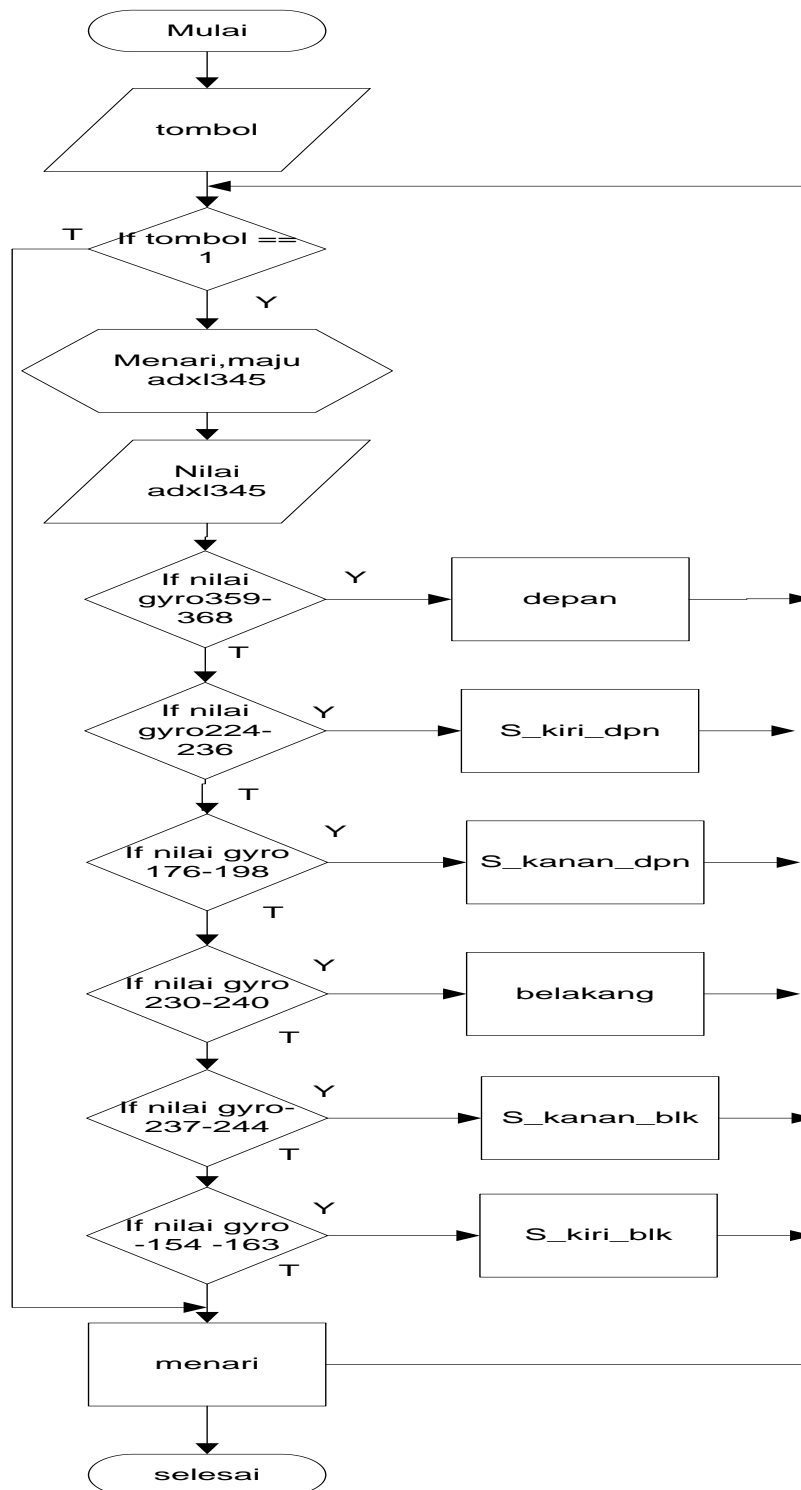 Mulai
tombol
If tombol ==
1
T
Y
Menari,maju
adxl345
Nilai
adxl345
If nilai
gyro359-
368
Y
depan
T
If nilai
gyro224-
236
Y
S_kiri_dpn
T
If nilai gyro
176-198
Y
S_kanan_dpn
T
If nilai gyro
230-240
Y
belakang
T
If nilai gyro-
237-244
Y
S_kanan_blk
T
If nilai gyro
-154 -163
Y
S_kiri_blk
T
menari
selesai